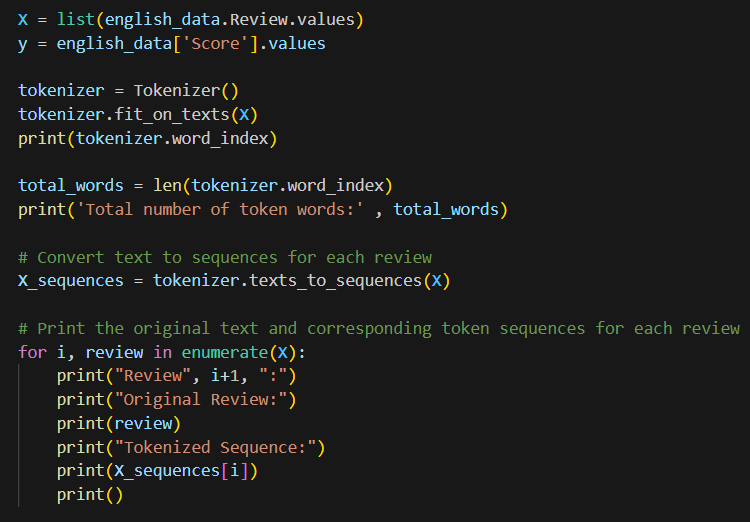 X = list(english_data.Review.values)
y = english_data['Score'].values
tokenizer = Tokenizer()
tokenizer.fit_on_texts(X)
print(tokenizer.word_index)
total_words = len(tokenizer.word_index)
print('Total number of token words:' , total_words)
# Convert text to sequences for each review
X_sequences = tokenizer.texts_to_sequences(X)
# Print the original text and corresponding token sequences for each review
for i, review in enumerate(X):
    print("Review", i+1, ":")
    print("Original Review:")
    print(review)
    print("Tokenized Sequence:")
    print(X_sequences[i])
    print()